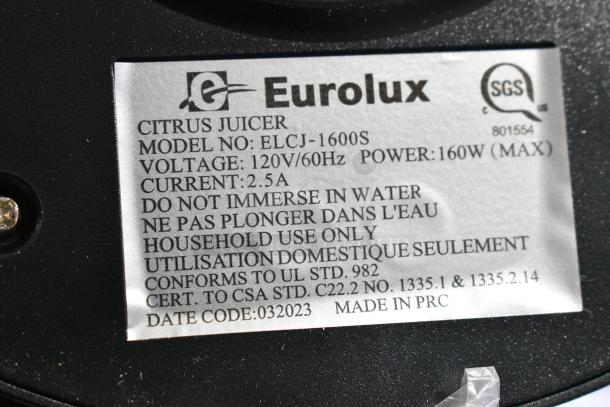 Eurolux
SGS
C US
801554
CITRUS JUICER
MODEL NO: ELCJ-1600S
VOLTAGE: 120V/60Hz POWER:160W (MAX)
CURRENT:2.5A
DO NOT IMMERSE IN WATER
NE PAS PLONGER DANS L'EAU
HOUSEHOLD USE ONLY
UTILISATION DOMESTIQUE SEULEMENT
CONFORMS TO UL STD. 982
CERT. TO CSA STD. C22.2 NO. 1335.1 & 1335.2.14
DATE CODE:032023 MADE IN PRC